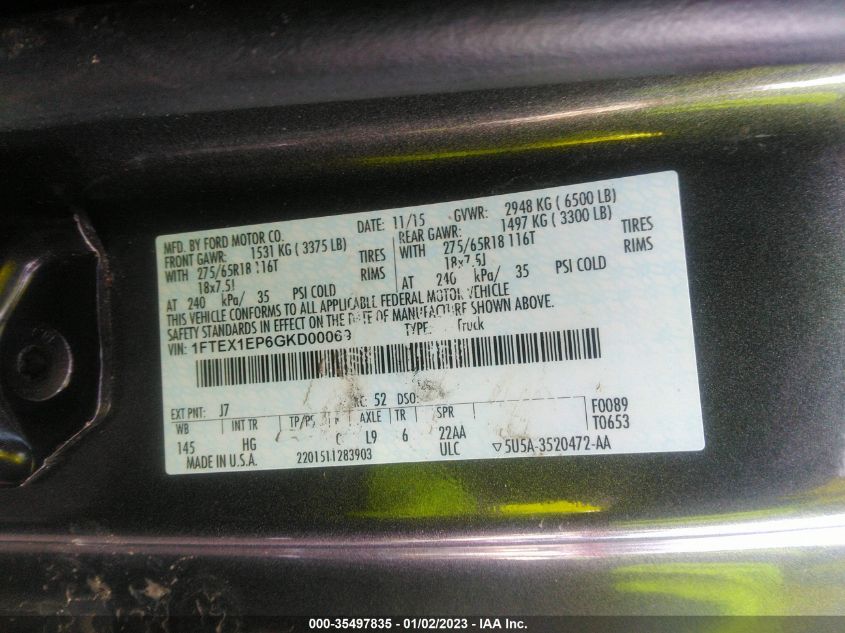 MFD. BY FORD MOTOR CO. DATE: 11/15 GVWR: 2948 KG ( 6500 LB)
FRONT GAWR: 1531 KG ( 3375 LB) REAR GAWR: 1497 KG ( 3300 LB)
WITH 275/65R18 116T TIRES WITH 275/65R18 116T TIRES
18x7.5J RIMS 18x7.5J RIMS
AT 240 kPa/ 35 PSI COLD AT 240 kPa/ 35 PSI COLD
THIS VEHICLE CONFORMS TO ALL APPLICABLE FEDERAL MOTOR VEHICLE
SAFETY STANDARDS IN EFFECT ON THE DATE OF MANUFACTURE SHOWN ABOVE.
VIN: 1FTEX1EP6GKD00069 TYPE: Truck
EXT PNT: J7 RC: 52 DSO: F0089
WB INT TR TP/PS AXLE TR SPR T0653
145 HG L9 6 22AA
MADE IN U.S.A. 2201511283903 ULC ▽5U5A-3520472-AA
000-35497835 - 01/02/2023 - IAA Inc.